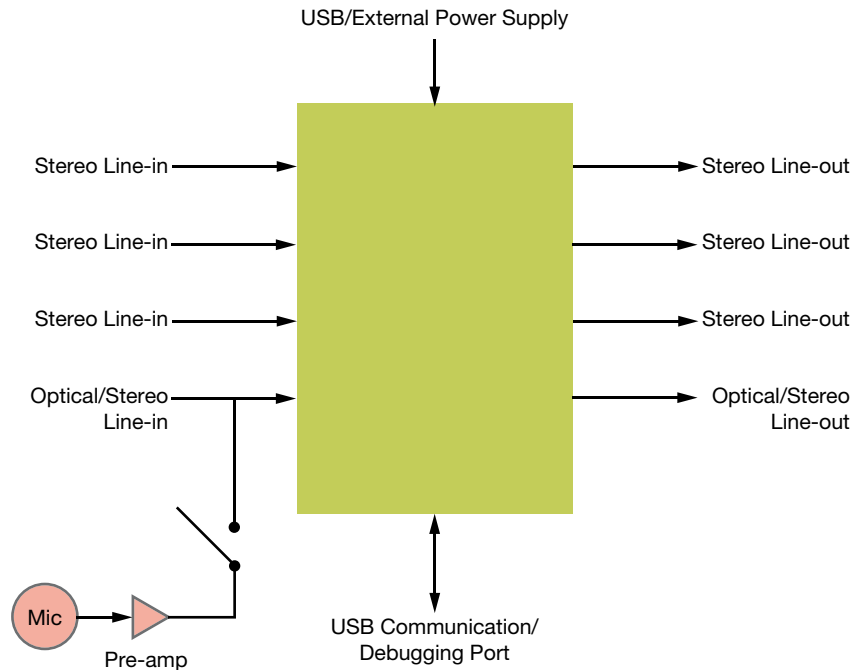 USB/External Power Supply
Stereo Line-in
Stereo Line-out
Stereo Line-in
Stereo Line-out
Stereo Line-in
Stereo Line-out
Optical/Stereo
Line-in
Optical/Stereo
Line-out
Mic
Pre-amp
USB Communication/
Debugging Port